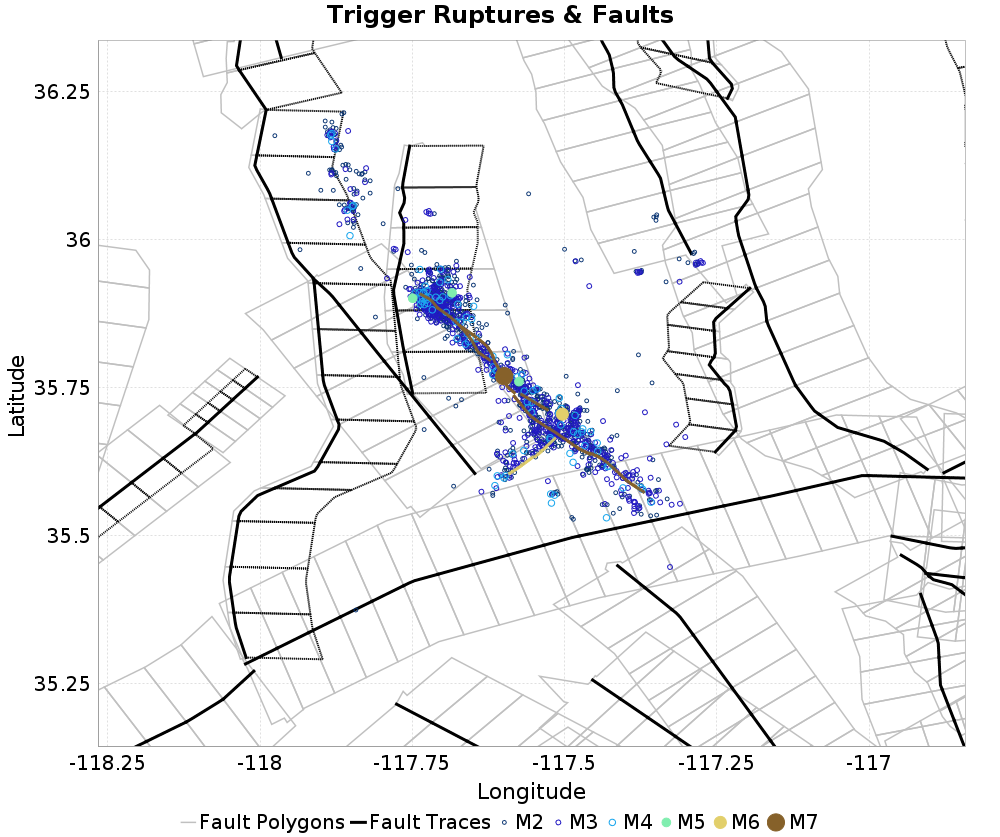 Trigger Ruptures & Faults
36.25
36
35.75
35.5
35.25
Latitude
-118.25 -118 -117.75 -117.5 -117.25 -117
Longitude
Fault Polygons Fault Traces M2 M3 M4 M5 M6 M7